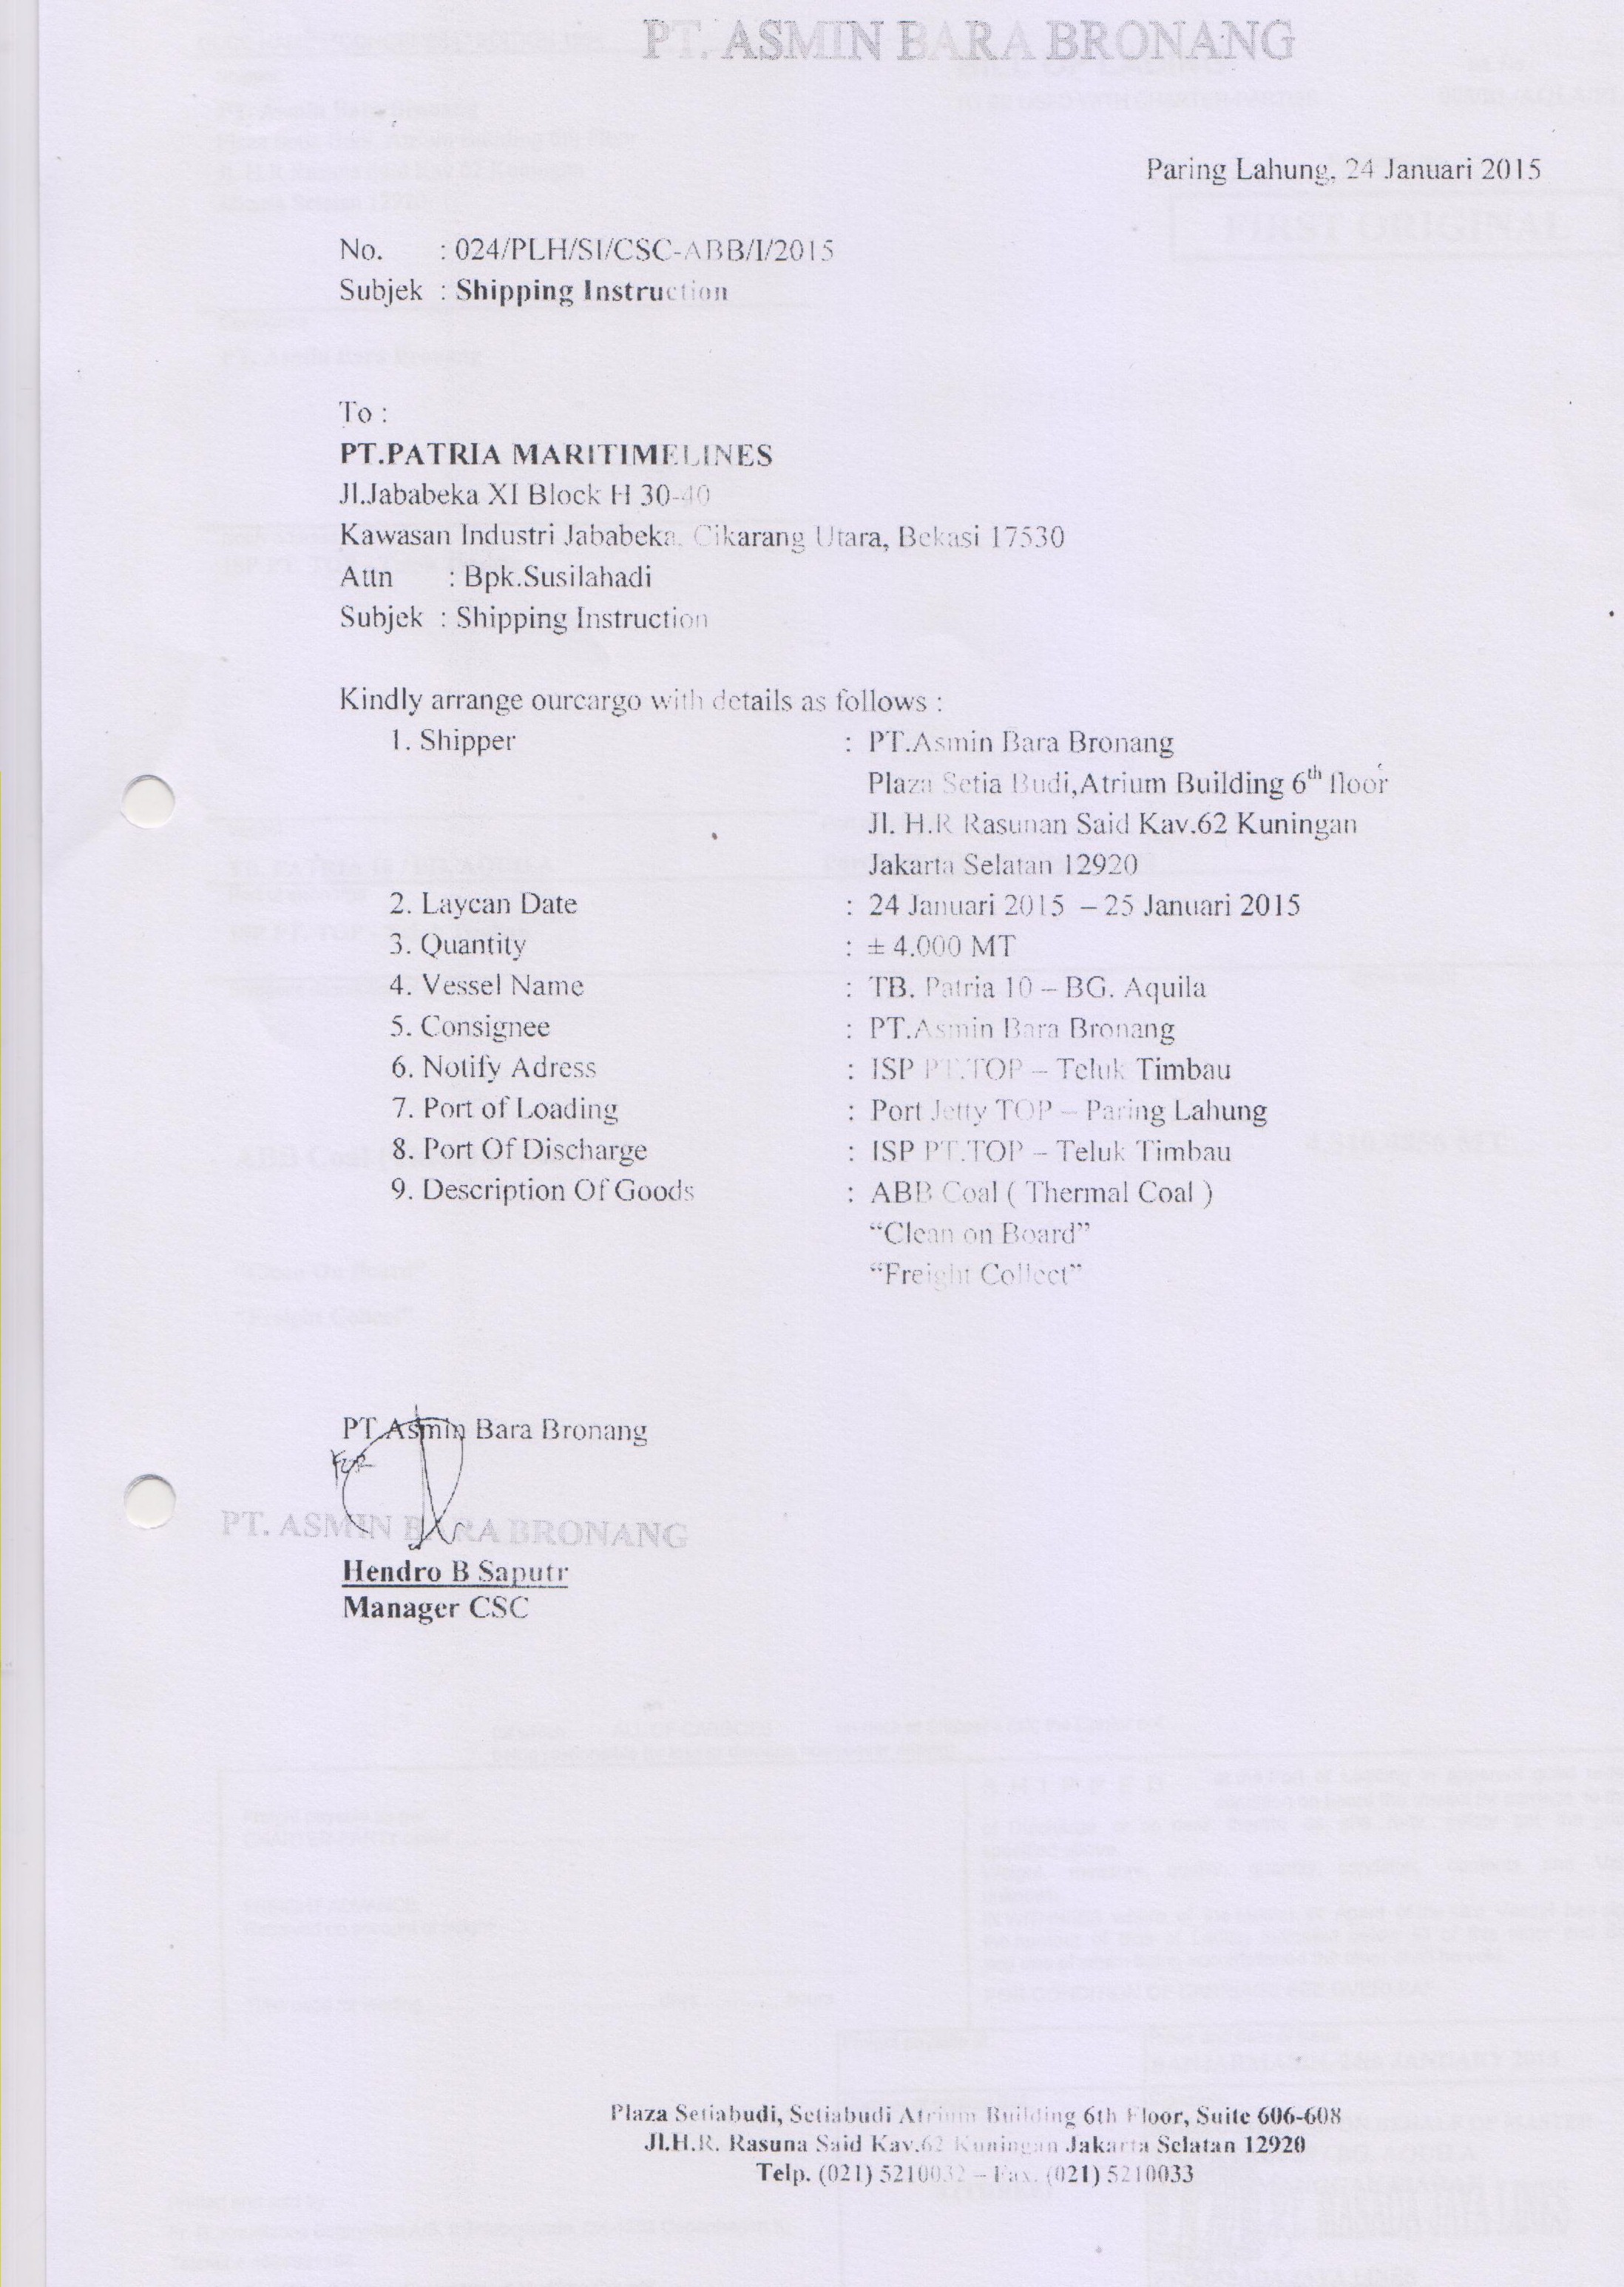 PT. ASMIN BARA BRONANG
Paring Lahung, 24 Januari 2015
No. : 024/PLH/SI/CSC-ABB/I/2015
Subjek : Shipping Instruction
To :
PT.PATRIA MARITIMELINES
Jl.Jababeka XI Block H 30-40
Kawasan Industri Jababeka, Cikarang Utara, Bekasi 17530
Attn : Bpk.Susilahadi
Subjek : Shipping Instruction
Kindly arrange ourcargo with details as follows :
1. Shipper : PT.Asmin Bara Bronang
Plaza Setia Budi,Atrium Building 6th floor
Jl. H.R Rasunan Said Kav.62 Kuningan
Jakarta Selatan 12920
2. Laycan Date : 24 Januari 2015 – 25 Januari 2015
3. Quantity : ± 4.000 MT
4. Vessel Name : TB. Patria 10 – BG. Aquila
5. Consignee : PT.Asmin Bara Bronang
6. Notify Adress : ISP PT.TOP – Teluk Timbau
7. Port of Loading : Port Jetty TOP – Paring Lahung
8. Port Of Discharge : ISP PT.TOP – Teluk Timbau
9. Description Of Goods : ABB Coal ( Thermal Coal )
“Clean on Board”
“Freight Collect”
PT.Asmin Bara Bronang
FOR
PT. ASMIN BARA BRONANG
Hendro B Saputr
Manager CSC
Plaza Setiabudi, Setiabudi Atrium Building 6th Floor, Suite 606-608
Jl.H.R. Rasuna Said Kav.62 Kuningan Jakarta Selatan 12920
Telp. (021) 5210032 – Fax. (021) 5210033